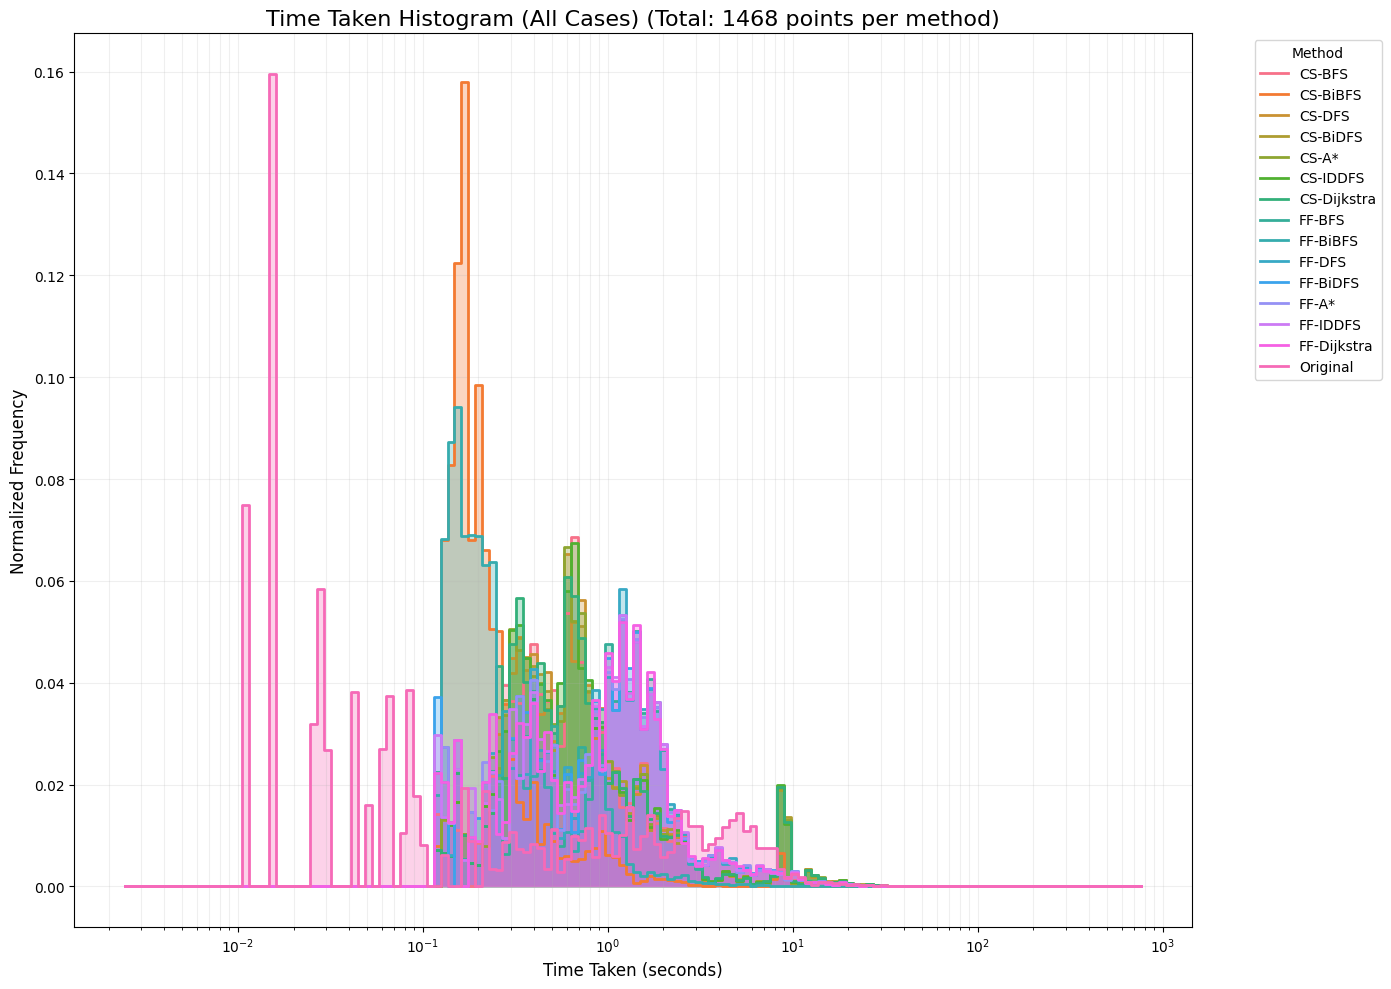 Time Taken Histogram (All Cases) (Total: 1468 points per method)
Normalized Frequency
0.16
0.14
0.12
0.10
0.08
0.06
0.04
0.02
0.00
10⁻² 10⁻¹ 10⁰ 10¹ 10² 10³
Time Taken (seconds)
Method
CS-BFS
CS-BiBFS
CS-DFS
CS-BiDFS
CS-A*
CS-IDDFS
CS-Dijkstra
FF-BFS
FF-BiBFS
FF-DFS
FF-BiDFS
FF-A*
FF-IDDFS
FF-Dijkstra
Original